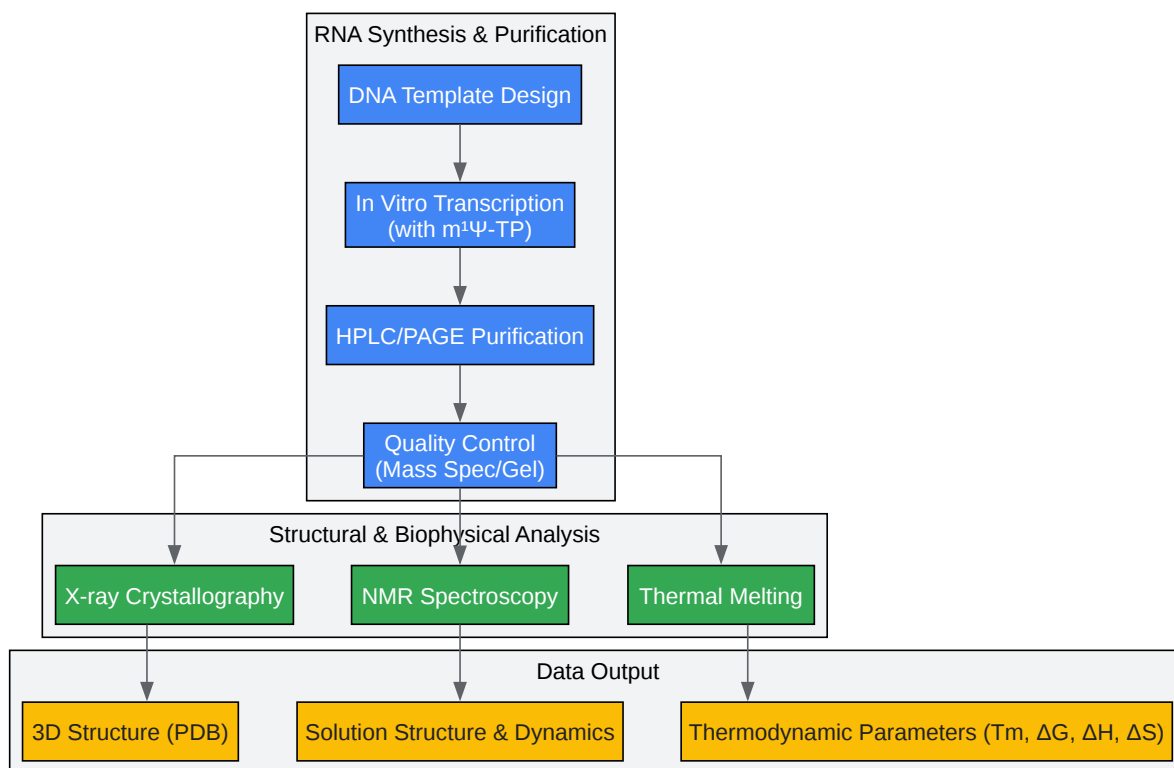 RNA Synthesis & Purification
DNA Template Design
In Vitro Transcription
(with m¹Ψ-TP)
HPLC/PAGE Purification
Quality Control
(Mass Spec/Gel)
Structural & Biophysical Analysis
X-ray Crystallography
NMR Spectroscopy
Thermal Melting
Data Output
3D Structure (PDB)
Solution Structure & Dynamics
Thermodynamic Parameters (Tm, ΔG, ΔH, ΔS)